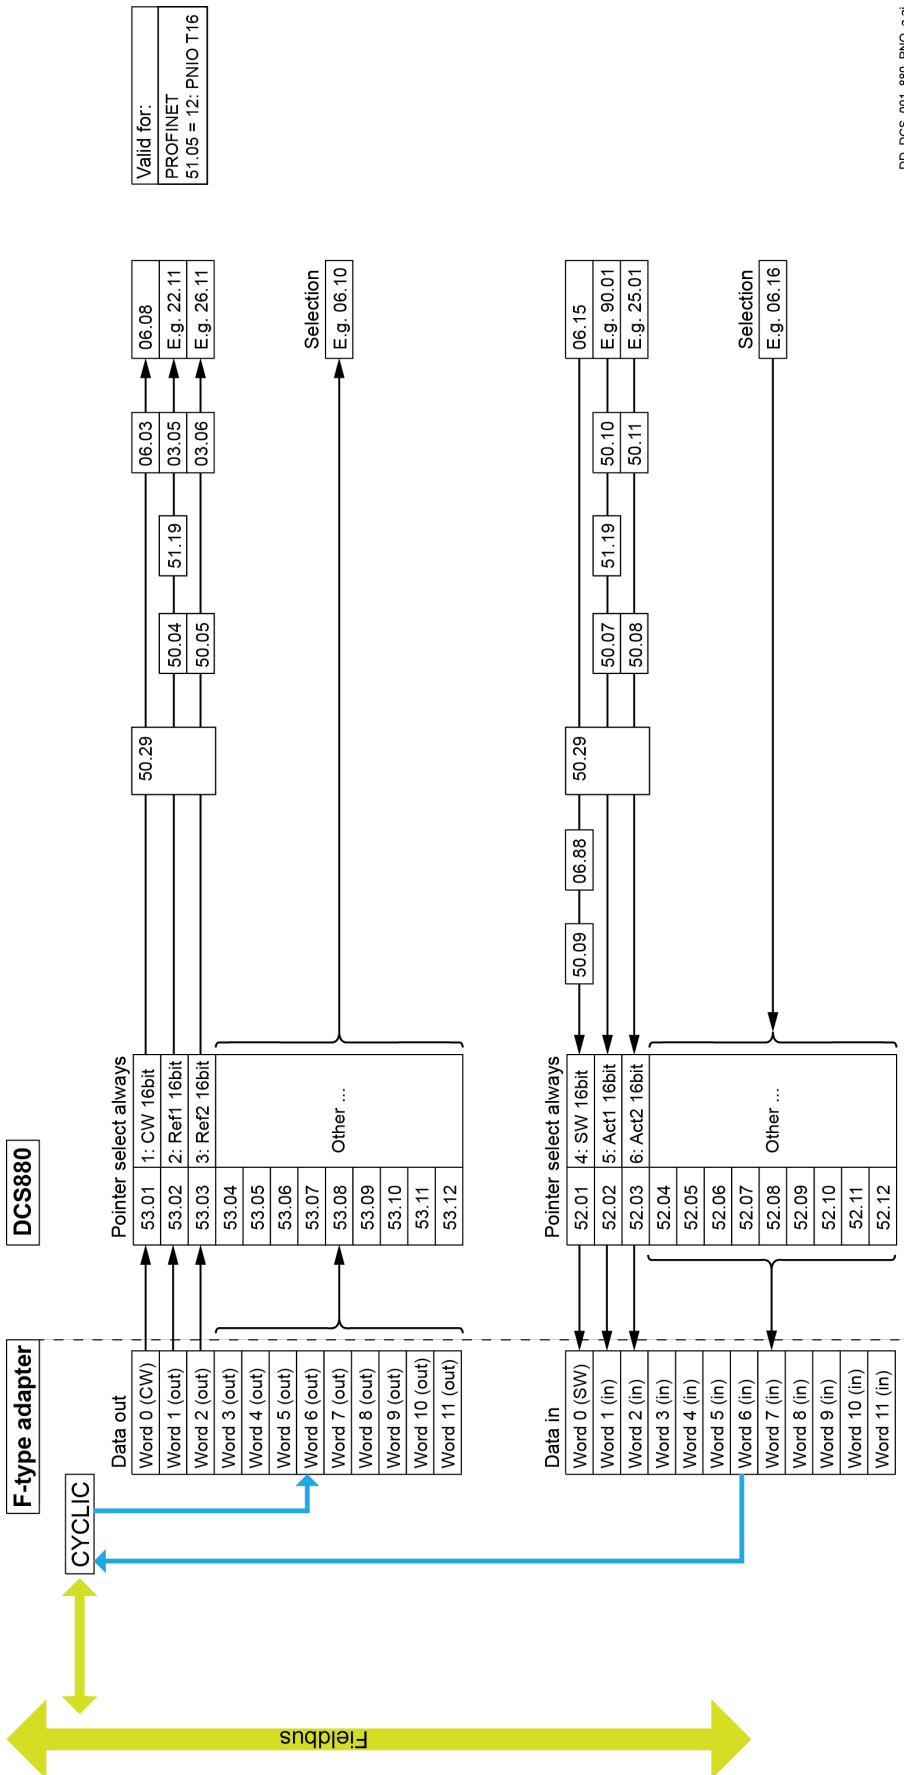 F-type adapter
DCS880
CYCLIC
Fieldbus
Valid for:
PROFINET
51.05 = 12: PNIO T16
Data out
Word 0 (CW)
Word 1 (out)
Word 2 (out)
Word 3 (out)
Word 4 (out)
Word 5 (out)
Word 6 (out)
Word 7 (out)
Word 8 (out)
Word 9 (out)
Word 10 (out)
Word 11 (out)
Pointer select always
53.01 1: CW 16bit
53.02 2: Ref1 16bit
53.03 3: Ref2 16bit
53.04
53.05
53.06
53.07
53.08
53.09
53.10
53.11
53.12
Other ...
50.29
50.04
50.05
51.19
06.03
03.05
03.06
06.08
E.g. 22.11
E.g. 26.11
Selection
E.g. 06.10
Data in
Word 0 (SW)
Word 1 (in)
Word 2 (in)
Word 3 (in)
Word 4 (in)
Word 5 (in)
Word 6 (in)
Word 7 (in)
Word 8 (in)
Word 9 (in)
Word 10 (in)
Word 11 (in)
Pointer select always
52.01 4: SW 16bit
52.02 5: Act1 16bit
52.03 6: Act2 16bit
52.04
52.05
52.06
52.07
52.08
52.09
52.10
52.11
52.12
Other ...
50.09
06.88
50.29
50.07
50.08
51.19
50.10
50.11
06.15
E.g. 90.01
E.g. 25.01
Selection
E.g. 06.16